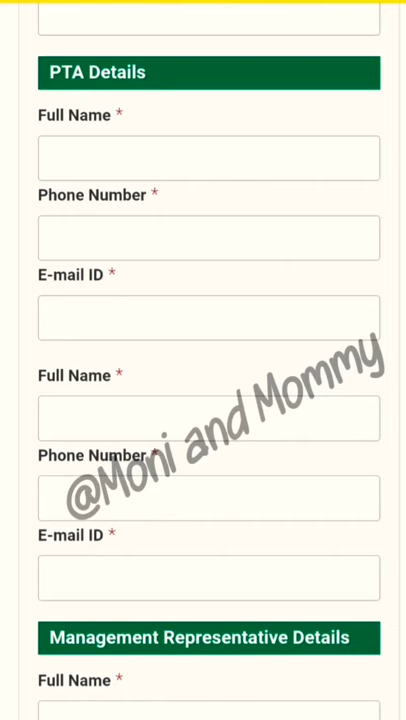 PTA Details
Full Name *
Phone Number *
E-mail ID *
Full Name *
Phone Number *
@Moni and Mommy
E-mail ID *
Management Representative Details
Full Name *